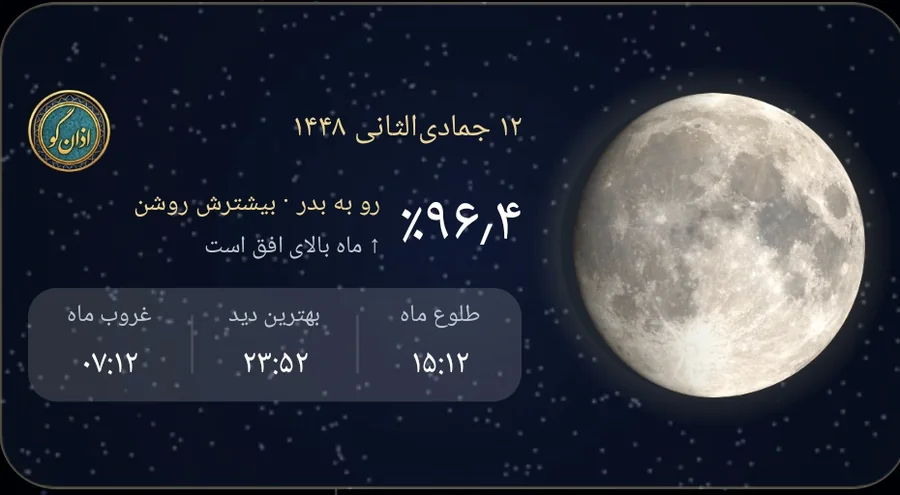 ۱۲ جمادی‌الثانی ۱۴۴۸
اذان گو
٪۹۶٫۴
رو به بدر · بیشترش روشن
↑ ماه بالای افق است
طلوع ماه
۱۵:۱۲
بهترین دید
۲۳:۵۲
غروب ماه
۰۷:۱۲